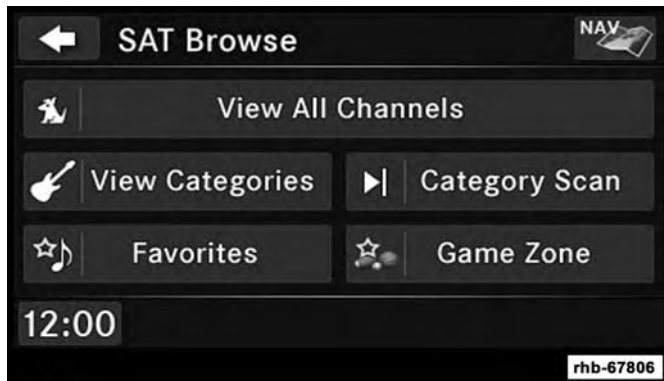 SAT Browse
NAV
View All Channels
View Categories
Category Scan
Favorites
Game Zone
12:00
rhb-67806